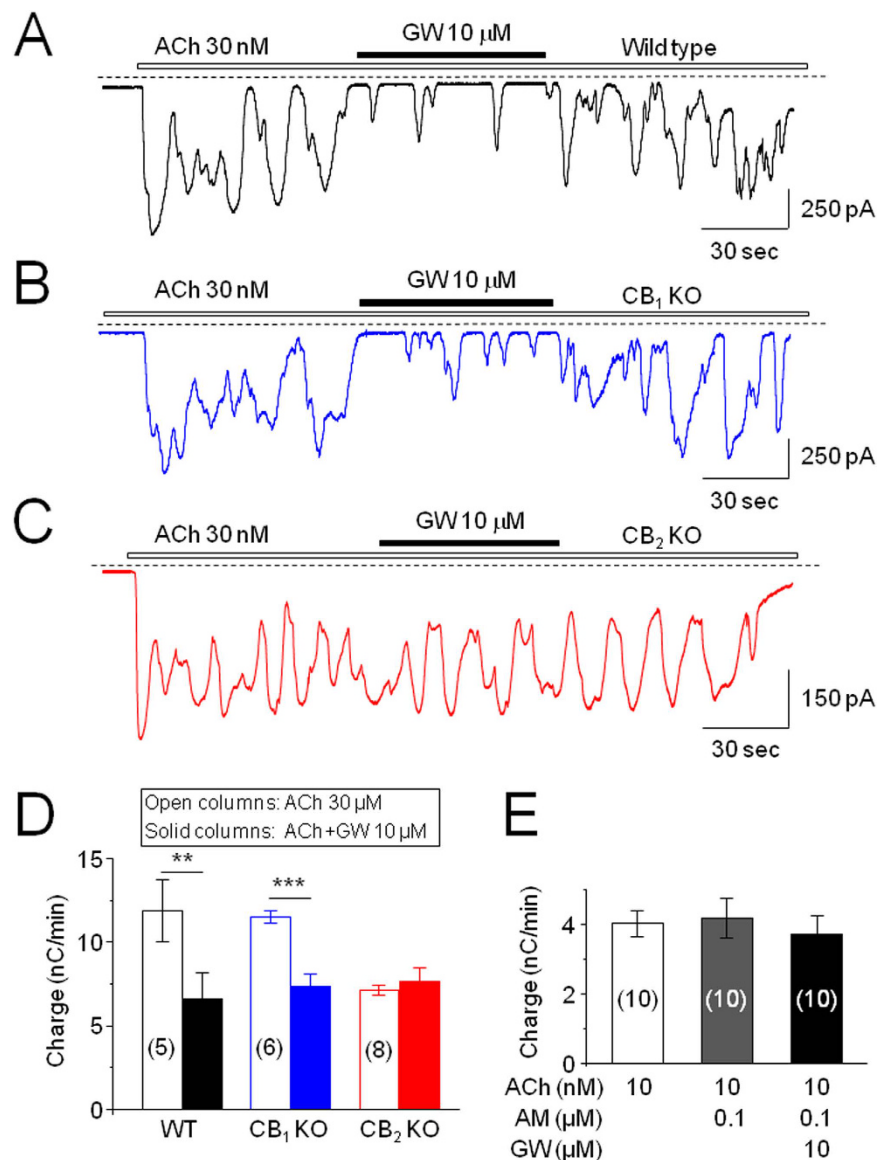 A
ACh 30 nM
GW 10 µM
Wild type
250 pA
30 sec
B
ACh 30 nM
GW 10 µM
CB₁ KO
250 pA
30 sec
C
ACh 30 nM
GW 10 µM
CB₂ KO
150 pA
30 sec
D
Open columns: ACh 30 µM
Solid columns: ACh+GW 10 µM
Charge (nC/min)
15
10
5
0
**
***
(5)
(6)
(8)
WT
CB₁ KO
CB₂ KO
E
Charge (nC/min)
4
2
0
(10)
(10)
(10)
ACh (nM) 10 10 10
AM (µM) 0.1 0.1
GW (µM) 10